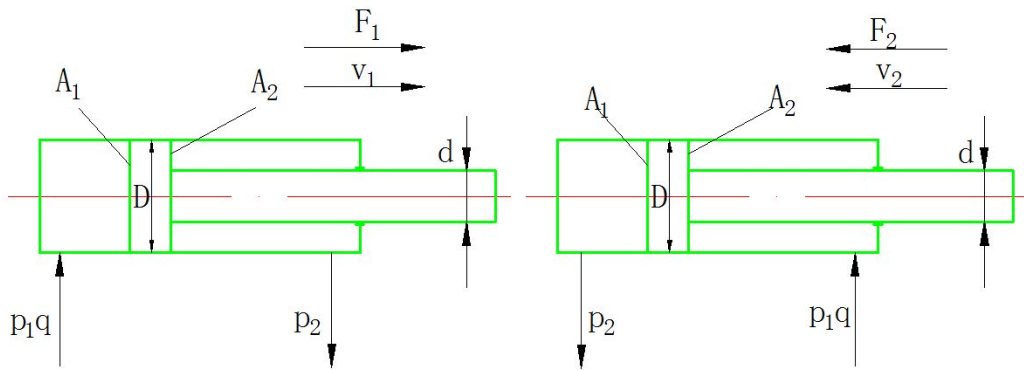 F₁
v₁
A₁
A₂
D
d
p₁q
p₂
F₂
v₂
A₁
A₂
D
d
p₂
p₁q